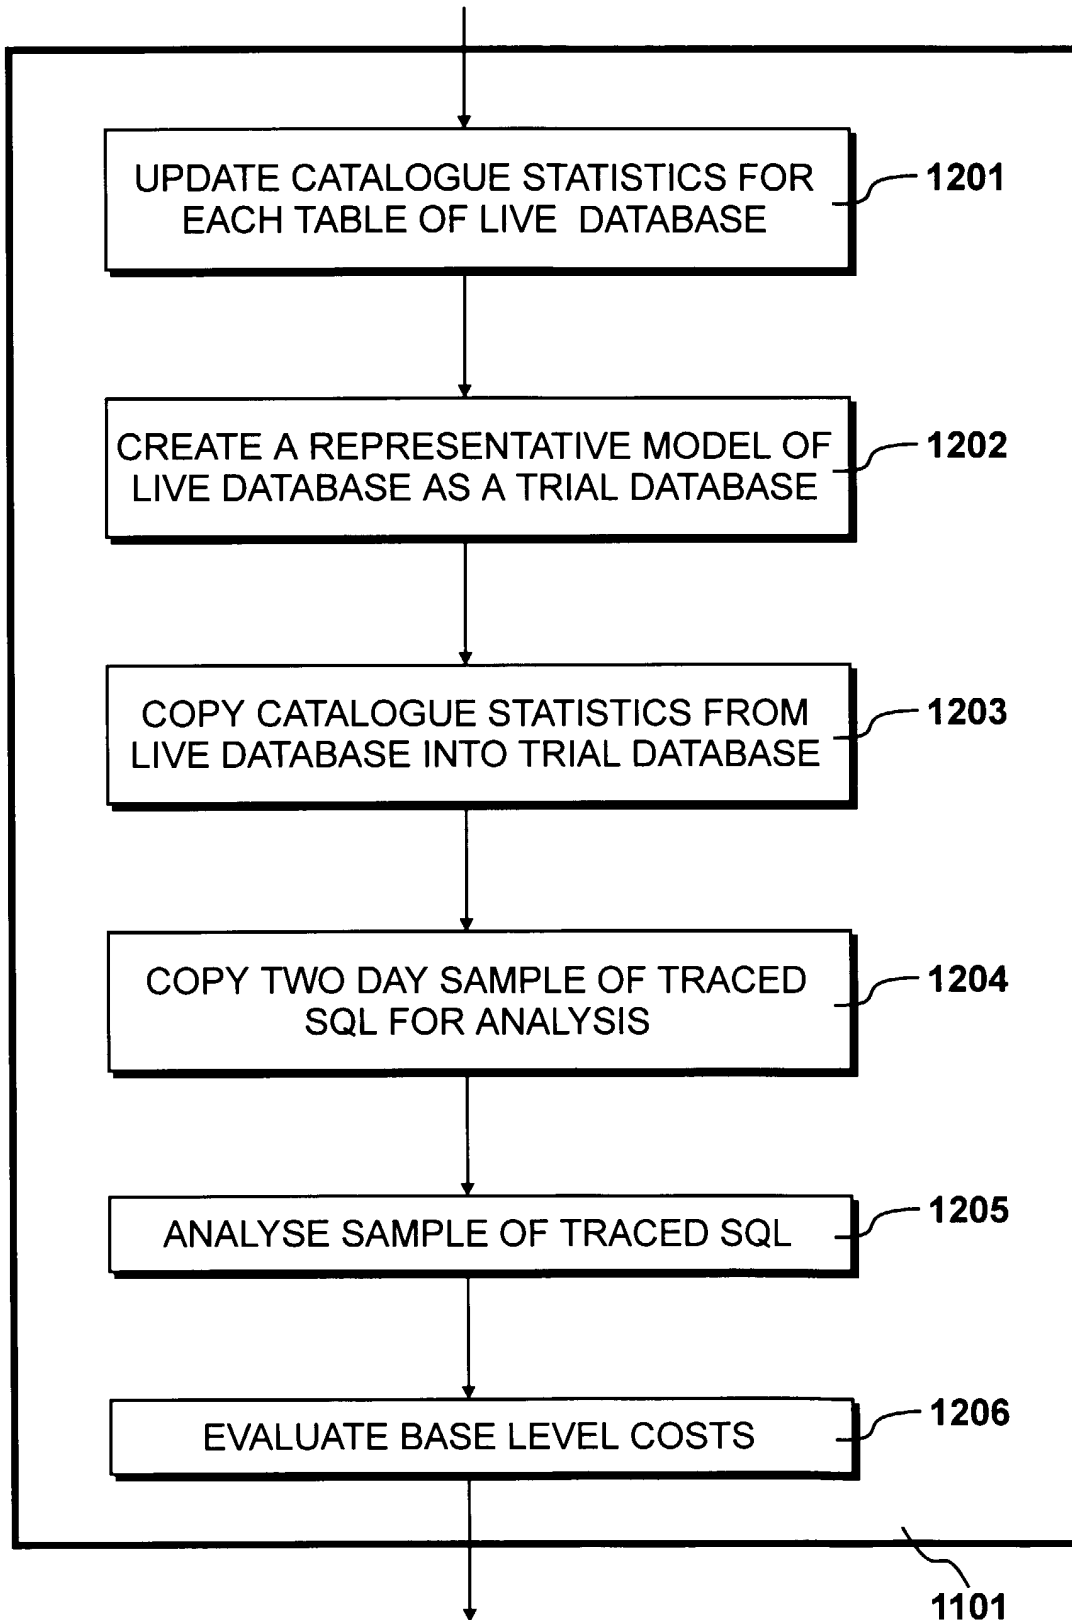 UPDATE CATALOGUE STATISTICS FOR
EACH TABLE OF LIVE DATABASE
1201
CREATE A REPRESENTATIVE MODEL OF
LIVE DATABASE AS A TRIAL DATABASE
1202
COPY CATALOGUE STATISTICS FROM
LIVE DATABASE INTO TRIAL DATABASE
1203
COPY TWO DAY SAMPLE OF TRACED
SQL FOR ANALYSIS
1204
ANALYSE SAMPLE OF TRACED SQL
1205
EVALUATE BASE LEVEL COSTS
1206
1101